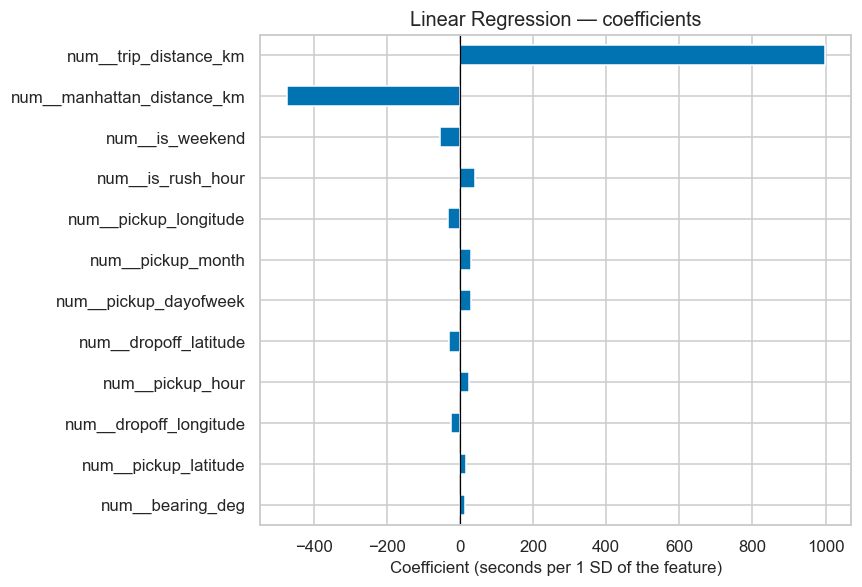 Linear Regression — coefficients
num__trip_distance_km
num__manhattan_distance_km
num__is_weekend
num__is_rush_hour
num__pickup_longitude
num__pickup_month
num__pickup_dayofweek
num__dropoff_latitude
num__pickup_hour
num__dropoff_longitude
num__pickup_latitude
num__bearing_deg
−400 −200 0 200 400 600 800 1000
Coefficient (seconds per 1 SD of the feature)